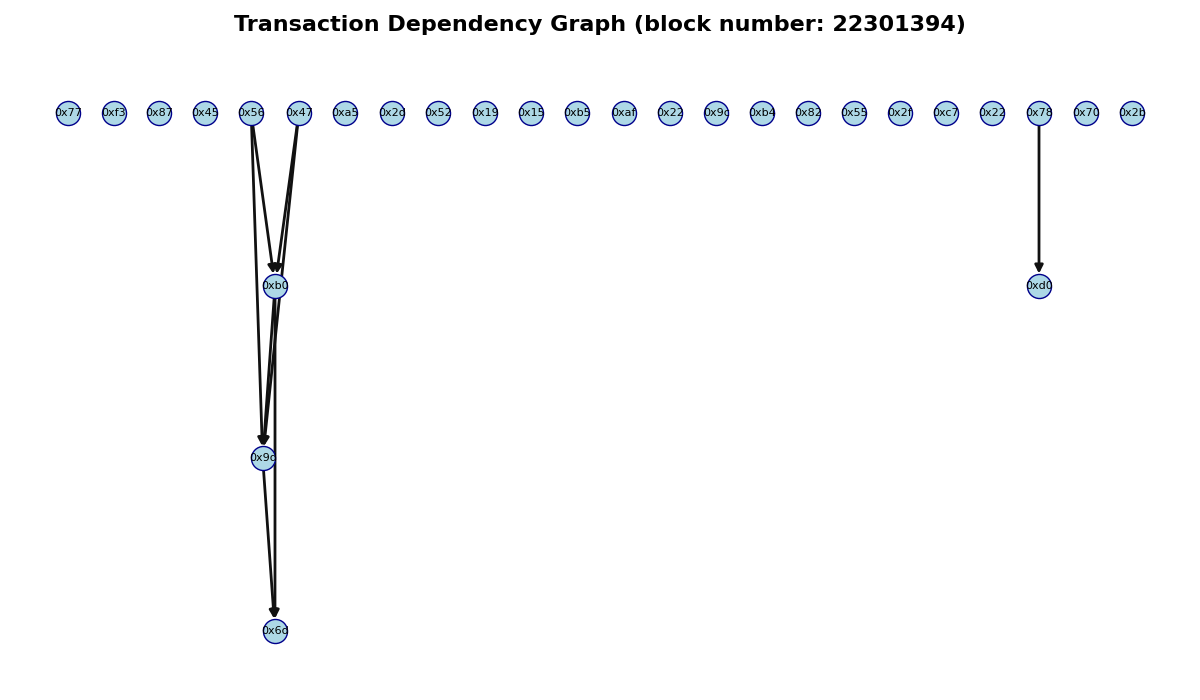 Transaction Dependency Graph (block number: 22301394)
0x77 0xf3 0x87 0x45 0x56 0x47 0xa5 0x2d 0x52 0x19 0x15 0xb5 0xaf 0x22 0x9c 0xb4 0x82 0x55 0x2f 0xc7 0x22 0x78 0x70 0x2b
0xb0 0xd0
0x9c
0x6d